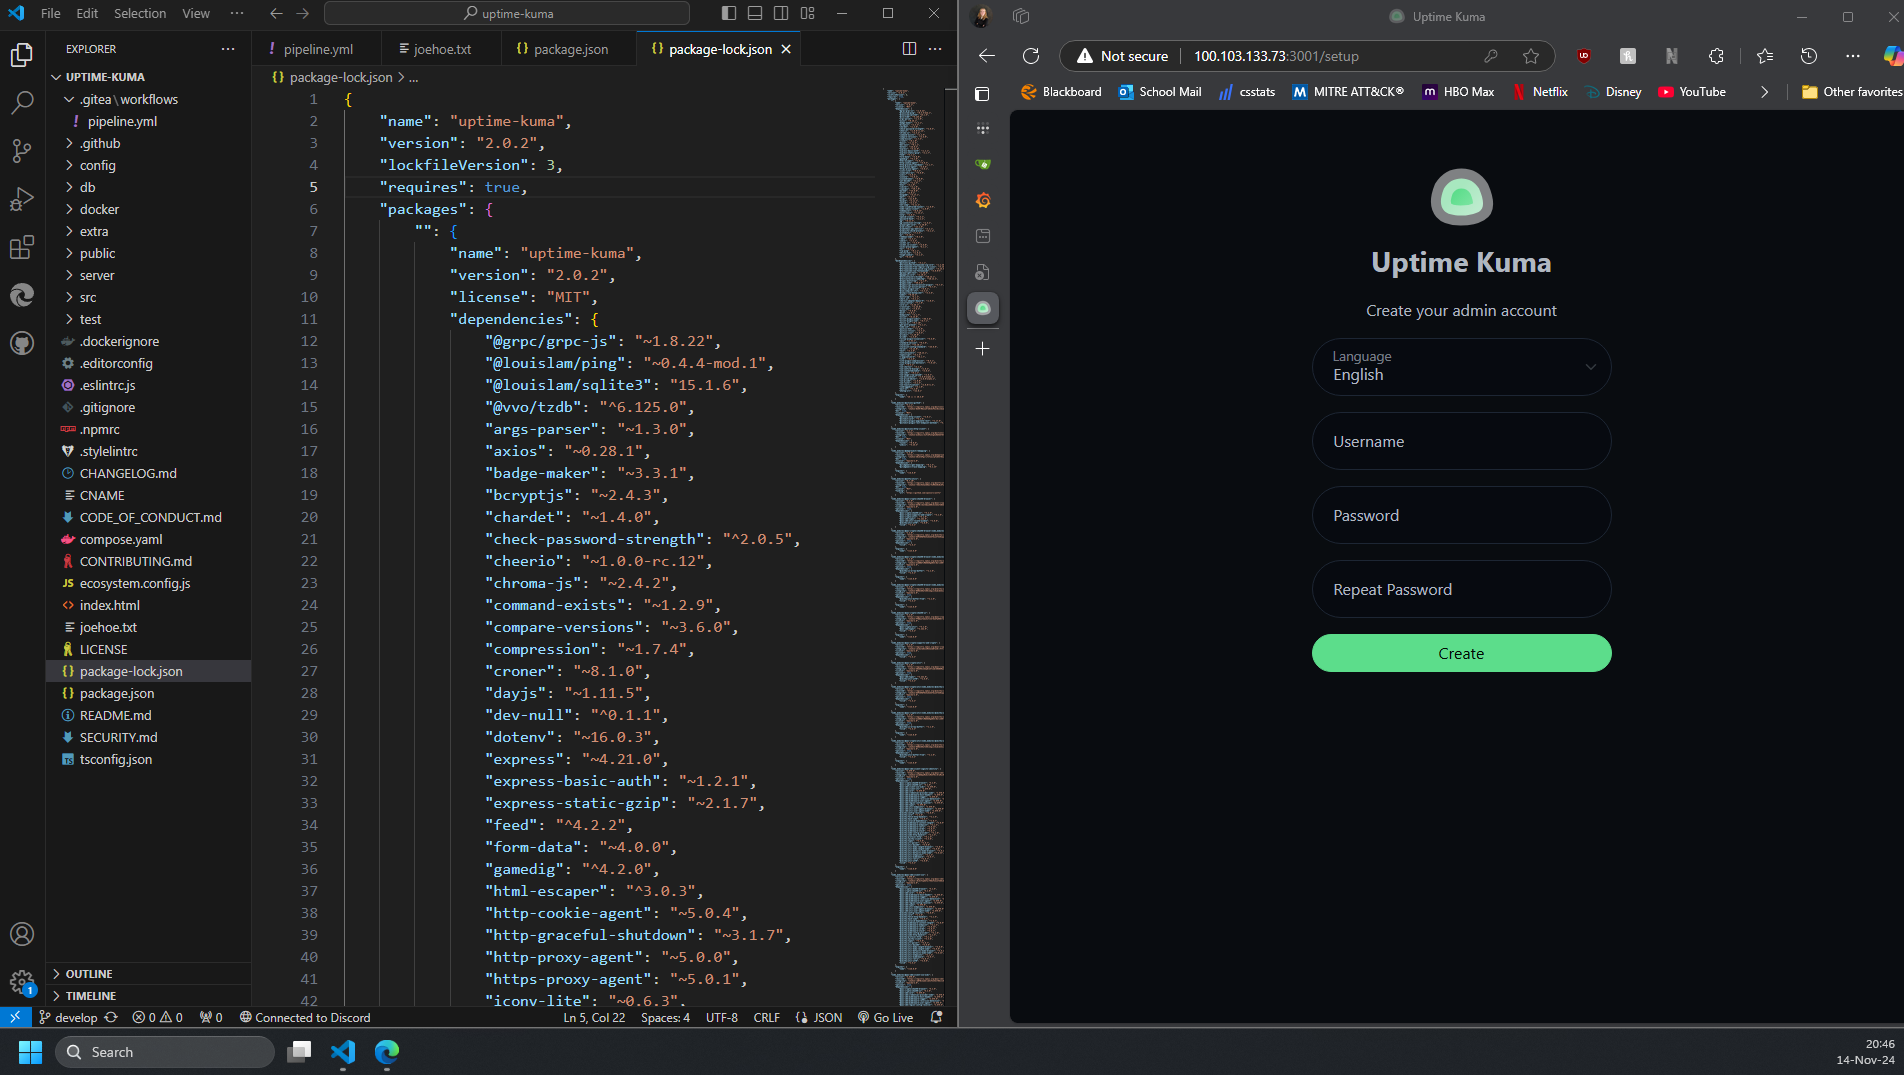 File Edit Selection View ··· uptime-kuma
EXPLORER ···
UPTIME-KUMA
.gitea\workflows
! pipeline.yml
.github
config
db
docker
extra
public
server
src
test
.dockerignore
.editorconfig
.eslintrc.js
.gitignore
.npmrc
.stylelintrc
CHANGELOG.md
CNAME
CODE_OF_CONDUCT.md
compose.yaml
CONTRIBUTING.md
JS ecosystem.config.js
index.html
joehoe.txt
LICENSE
{} package-lock.json
{} package.json
README.md
SECURITY.md
TS tsconfig.json
OUTLINE
TIMELINE
1
! pipeline.yml joehoe.txt {} package.json {} package-lock.json ×
{} package-lock.json > ...
1 {
2 "name": "uptime-kuma",
3 "version": "2.0.2",
4 "lockfileVersion": 3,
5 "requires": true,
6 "packages": {
7 "": {
8 "name": "uptime-kuma",
9 "version": "2.0.2",
10 "license": "MIT",
11 "dependencies": {
12 "@grpc/grpc-js": "~1.8.22",
13 "@louislam/ping": "~0.4.4-mod.1",
14 "@louislam/sqlite3": "15.1.6",
15 "@vvo/tzdb": "^6.125.0",
16 "args-parser": "~1.3.0",
17 "axios": "~0.28.1",
18 "badge-maker": "~3.3.1",
19 "bcryptjs": "~2.4.3",
20 "chardet": "~1.4.0",
21 "check-password-strength": "^2.0.5",
22 "cheerio": "~1.0.0-rc.12",
23 "chroma-js": "~2.4.2",
24 "command-exists": "~1.2.9",
25 "compare-versions": "~3.6.0",
26 "compression": "~1.7.4",
27 "croner": "~8.1.0",
28 "dayjs": "~1.11.5",
29 "dev-null": "^0.1.1",
30 "dotenv": "~16.0.3",
31 "express": "~4.21.0",
32 "express-basic-auth": "~1.2.1",
33 "express-static-gzip": "~2.1.7",
34 "feed": "^4.2.2",
35 "form-data": "~4.0.0",
36 "gamedig": "^4.2.0",
37 "html-escaper": "^3.0.3",
38 "http-cookie-agent": "~5.0.4",
39 "http-graceful-shutdown": "~3.1.7",
40 "http-proxy-agent": "~5.0.0",
41 "https-proxy-agent": "~5.0.1",
42 "iconv-lite": "~0.6.3",
develop 0 0 0 Connected to Discord Ln 5, Col 22 Spaces: 4 UTF-8 CRLF {} JSON Go Live
Uptime Kuma
Not secure 100.103.133.73:3001/setup
Blackboard School Mail csstats MITRE ATT&CK® HBO Max Netflix Disney YouTube Other favorites
Uptime Kuma
Create your admin account
Language
English
Username
Password
Repeat Password
Create
Search
20:46
14-Nov-24